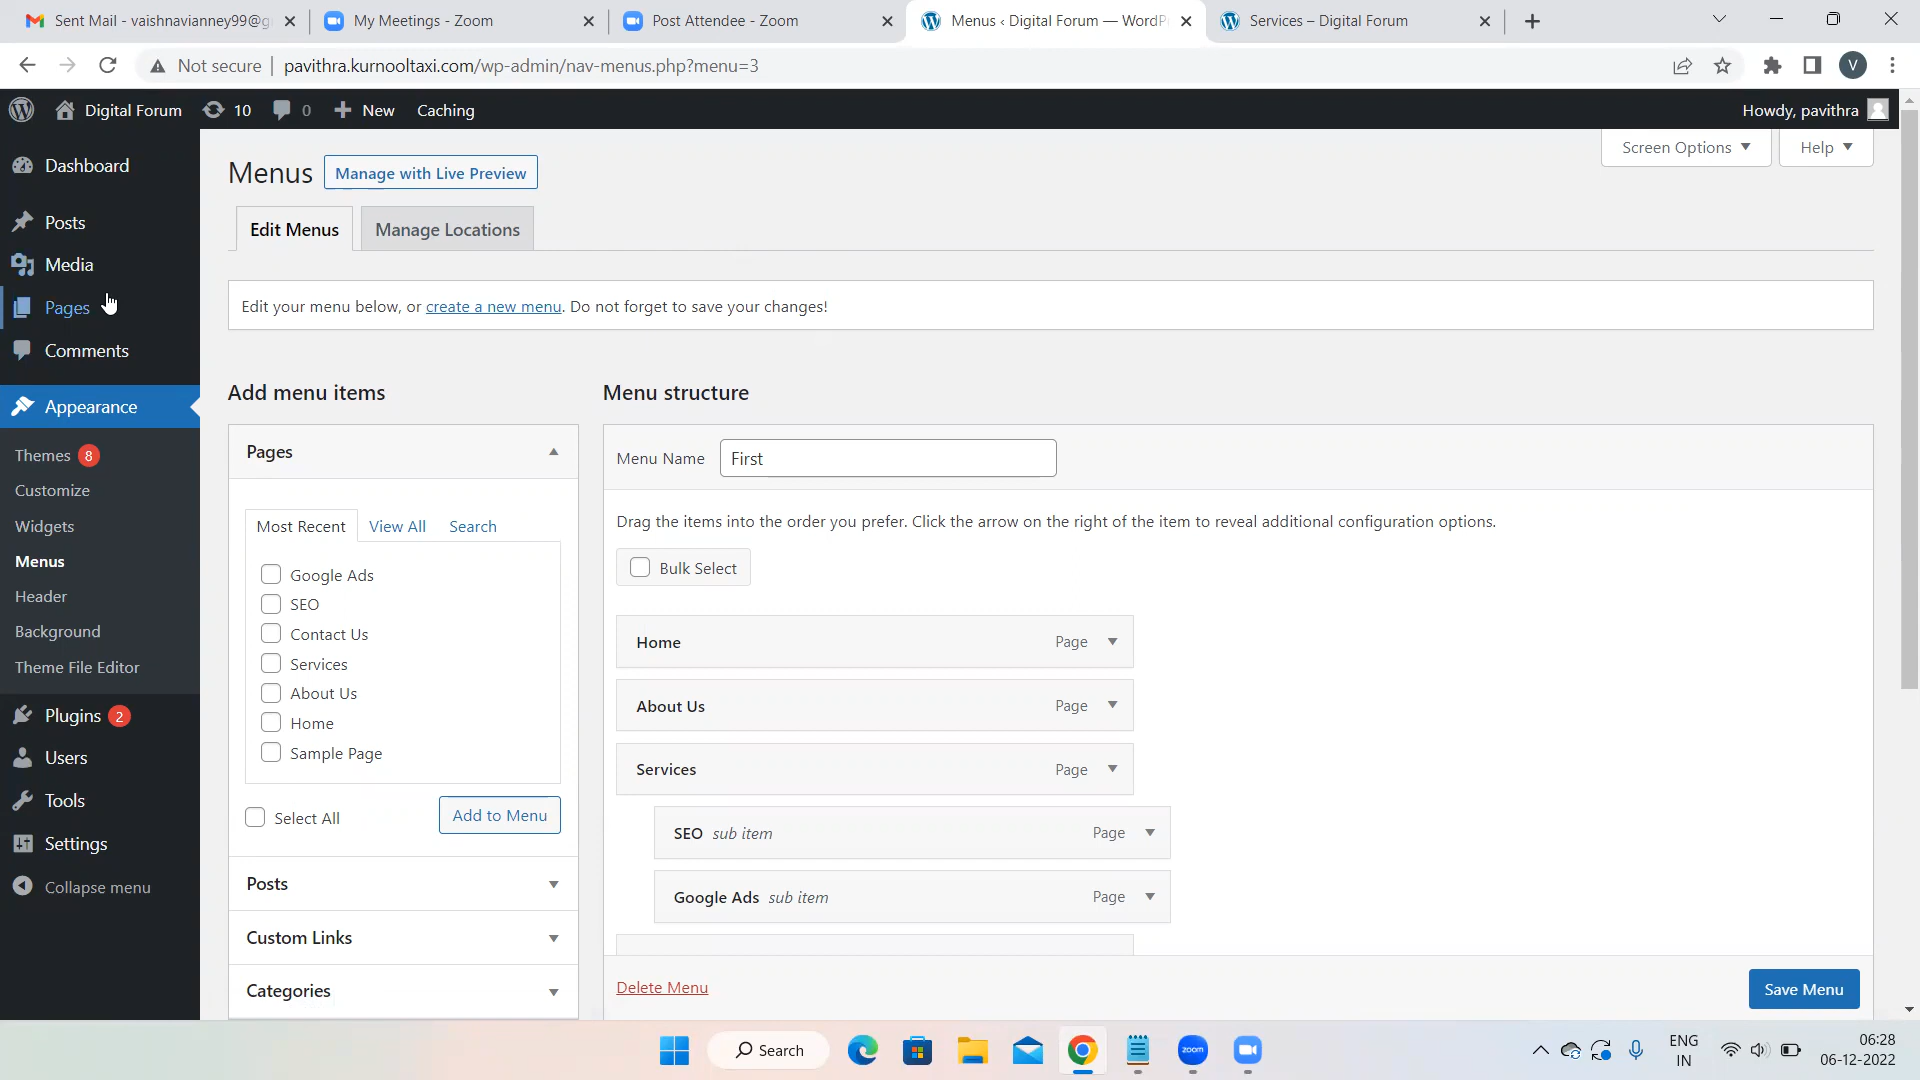 Sent Mail - vaishnavianney99@g
My Meetings - Zoom
Post Attendee - Zoom
Menus ‹ Digital Forum — WordP
Services – Digital Forum
Not secure
pavithra.kurnooltaxi.com/wp-admin/nav-menus.php?menu=3
V
Digital Forum
10
0
New
Caching
Howdy, pavithra
Dashboard
Posts
Media
Pages
Comments
Appearance
Themes 8
Customize
Widgets
Menus
Header
Background
Theme File Editor
Plugins 2
Users
Tools
Settings
Collapse menu
Screen Options
Help
Menus
Manage with Live Preview
Edit Menus
Manage Locations
Edit your menu below, or create a new menu. Do not forget to save your changes!
Add menu items
Pages
Most Recent
View All
Search
Google Ads
SEO
Contact Us
Services
About Us
Home
Sample Page
Select All
Add to Menu
Posts
Custom Links
Categories
Menu structure
Menu Name
First
Drag the items into the order you prefer. Click the arrow on the right of the item to reveal additional configuration options.
Bulk Select
Home Page
About Us Page
Services Page
SEO sub item Page
Google Ads sub item Page
Delete Menu
Save Menu
Search
zoom
ENG
IN
06:28
06-12-2022